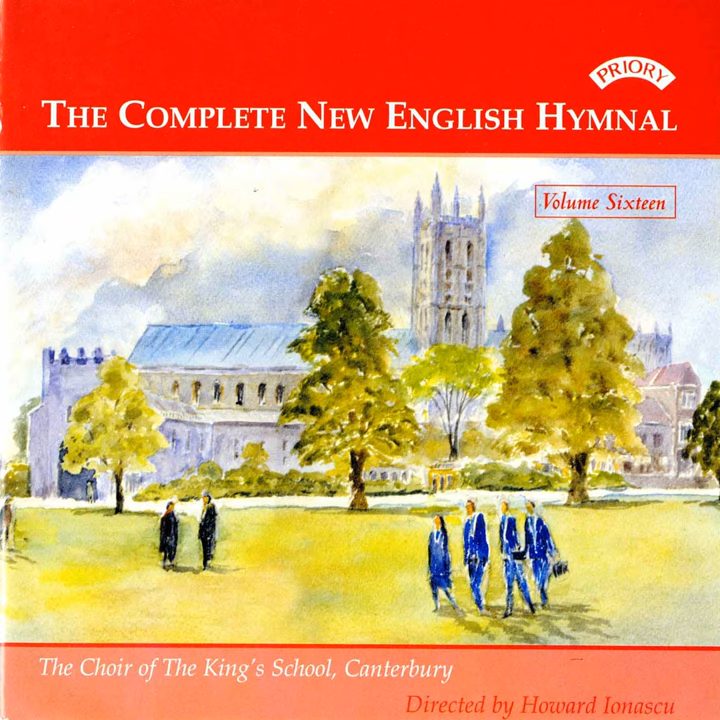 PRIORY
THE COMPLETE NEW ENGLISH HYMNAL
Volume Sixteen
The Choir of The King's School, Canterbury
Directed by Howard Ionascu